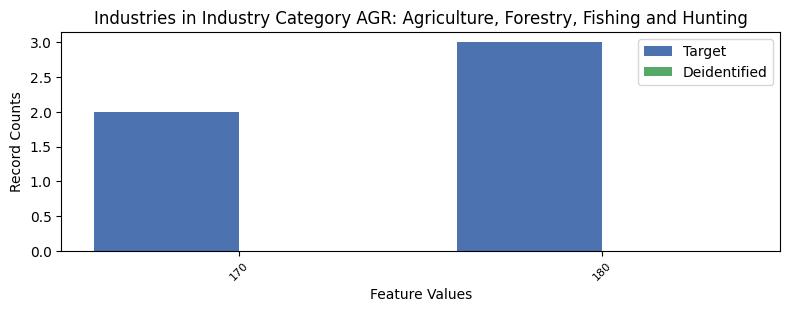 Industries in Industry Category AGR: Agriculture, Forestry, Fishing and Hunting
Target
Deidentified
Record Counts
3.0
2.5
2.0
1.5
1.0
0.5
0.0
170
180
Feature Values